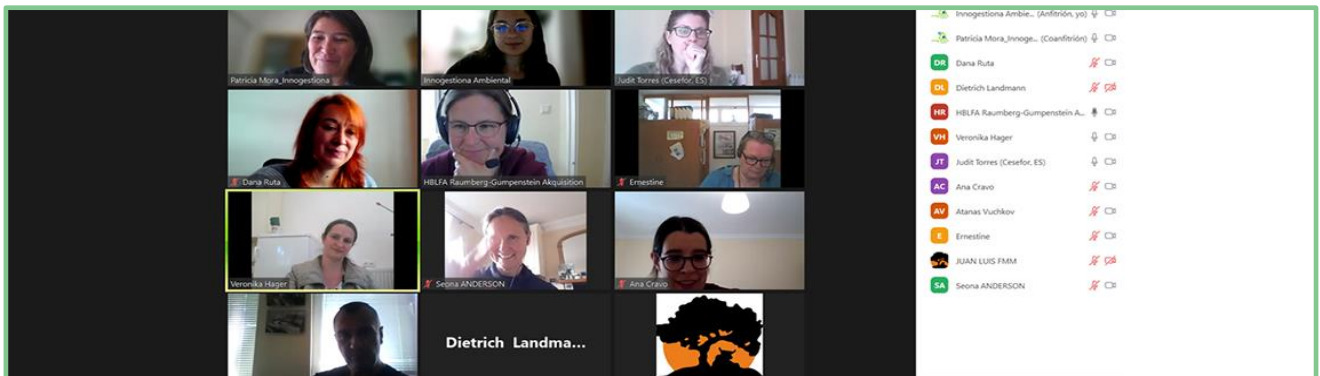 Patricia Mora_Innogestiona
Innogestiona Ambiental
Judit Torres (Cesefor, ES)
Dana Ruta
HBLFA Raumberg-Gumpenstein Akquisition
Ernestine
Veronika Hager
Seona ANDERSON
Ana Cravo
Dietrich Landma...
Innogestiona Ambie... (Anfitrión, yo)
Patricia Mora_Innoge... (Coanfitrión)
DR Dana Ruta
DL Dietrich Landmann
HR HBLFA Raumberg-Gumpenstein A...
VH Veronika Hager
JT Judit Torres (Cesefor, ES)
AC Ana Cravo
AV Atanas Vuchkov
E Ernestine
JUAN LUIS FMM
SA Seona ANDERSON